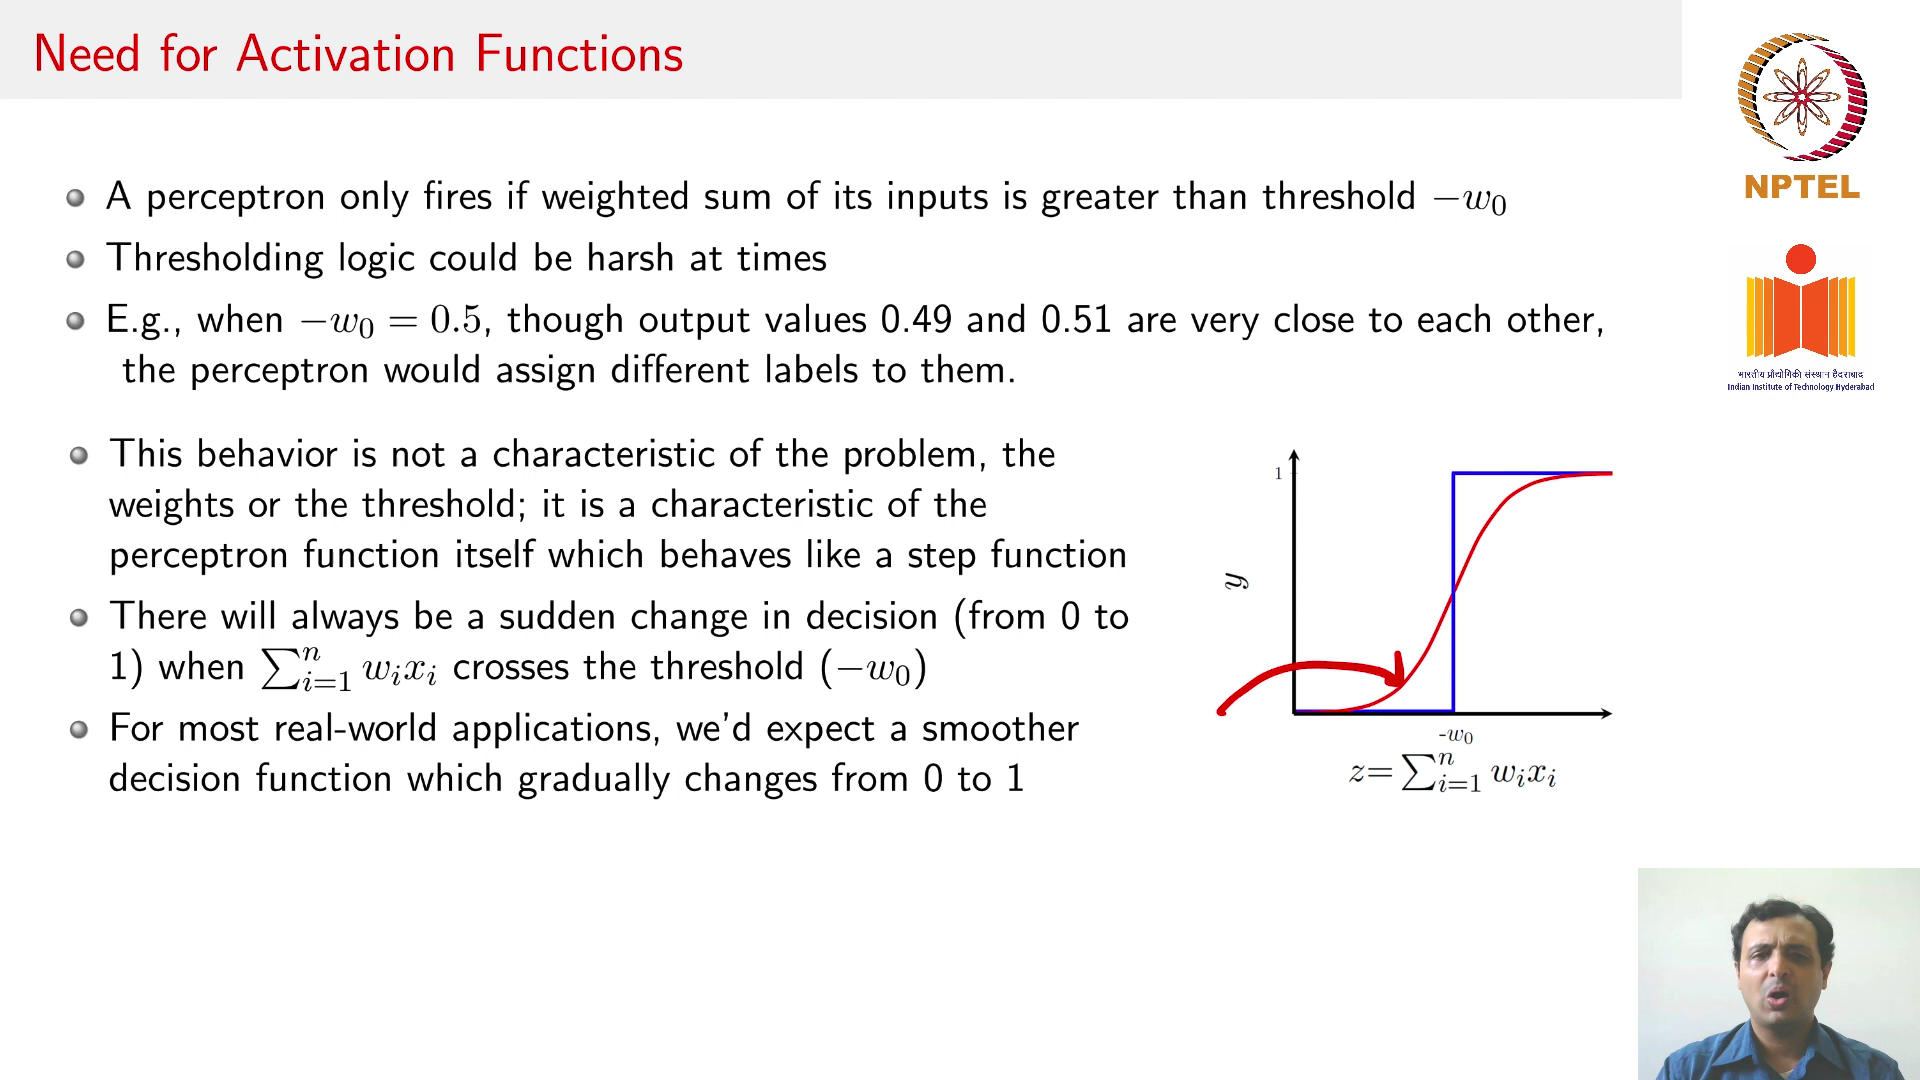 Need for Activation Functions
NPTEL
भारतीय प्रौद्योगिकी संस्थान हैदराबाद
Indian Institute of Technology Hyderabad
A perceptron only fires if weighted sum of its inputs is greater than threshold −w₀
Thresholding logic could be harsh at times
E.g., when −w₀ = 0.5, though output values 0.49 and 0.51 are very close to each other,
the perceptron would assign different labels to them.
This behavior is not a characteristic of the problem, the
weights or the threshold; it is a characteristic of the
perceptron function itself which behaves like a step function
There will always be a sudden change in decision (from 0 to
1) when ∑ⁿᵢ₌₁ wᵢxᵢ crosses the threshold (−w₀)
For most real-world applications, we'd expect a smoother
decision function which gradually changes from 0 to 1
1
y
-w₀
z=∑ⁿᵢ₌₁ wᵢxᵢ